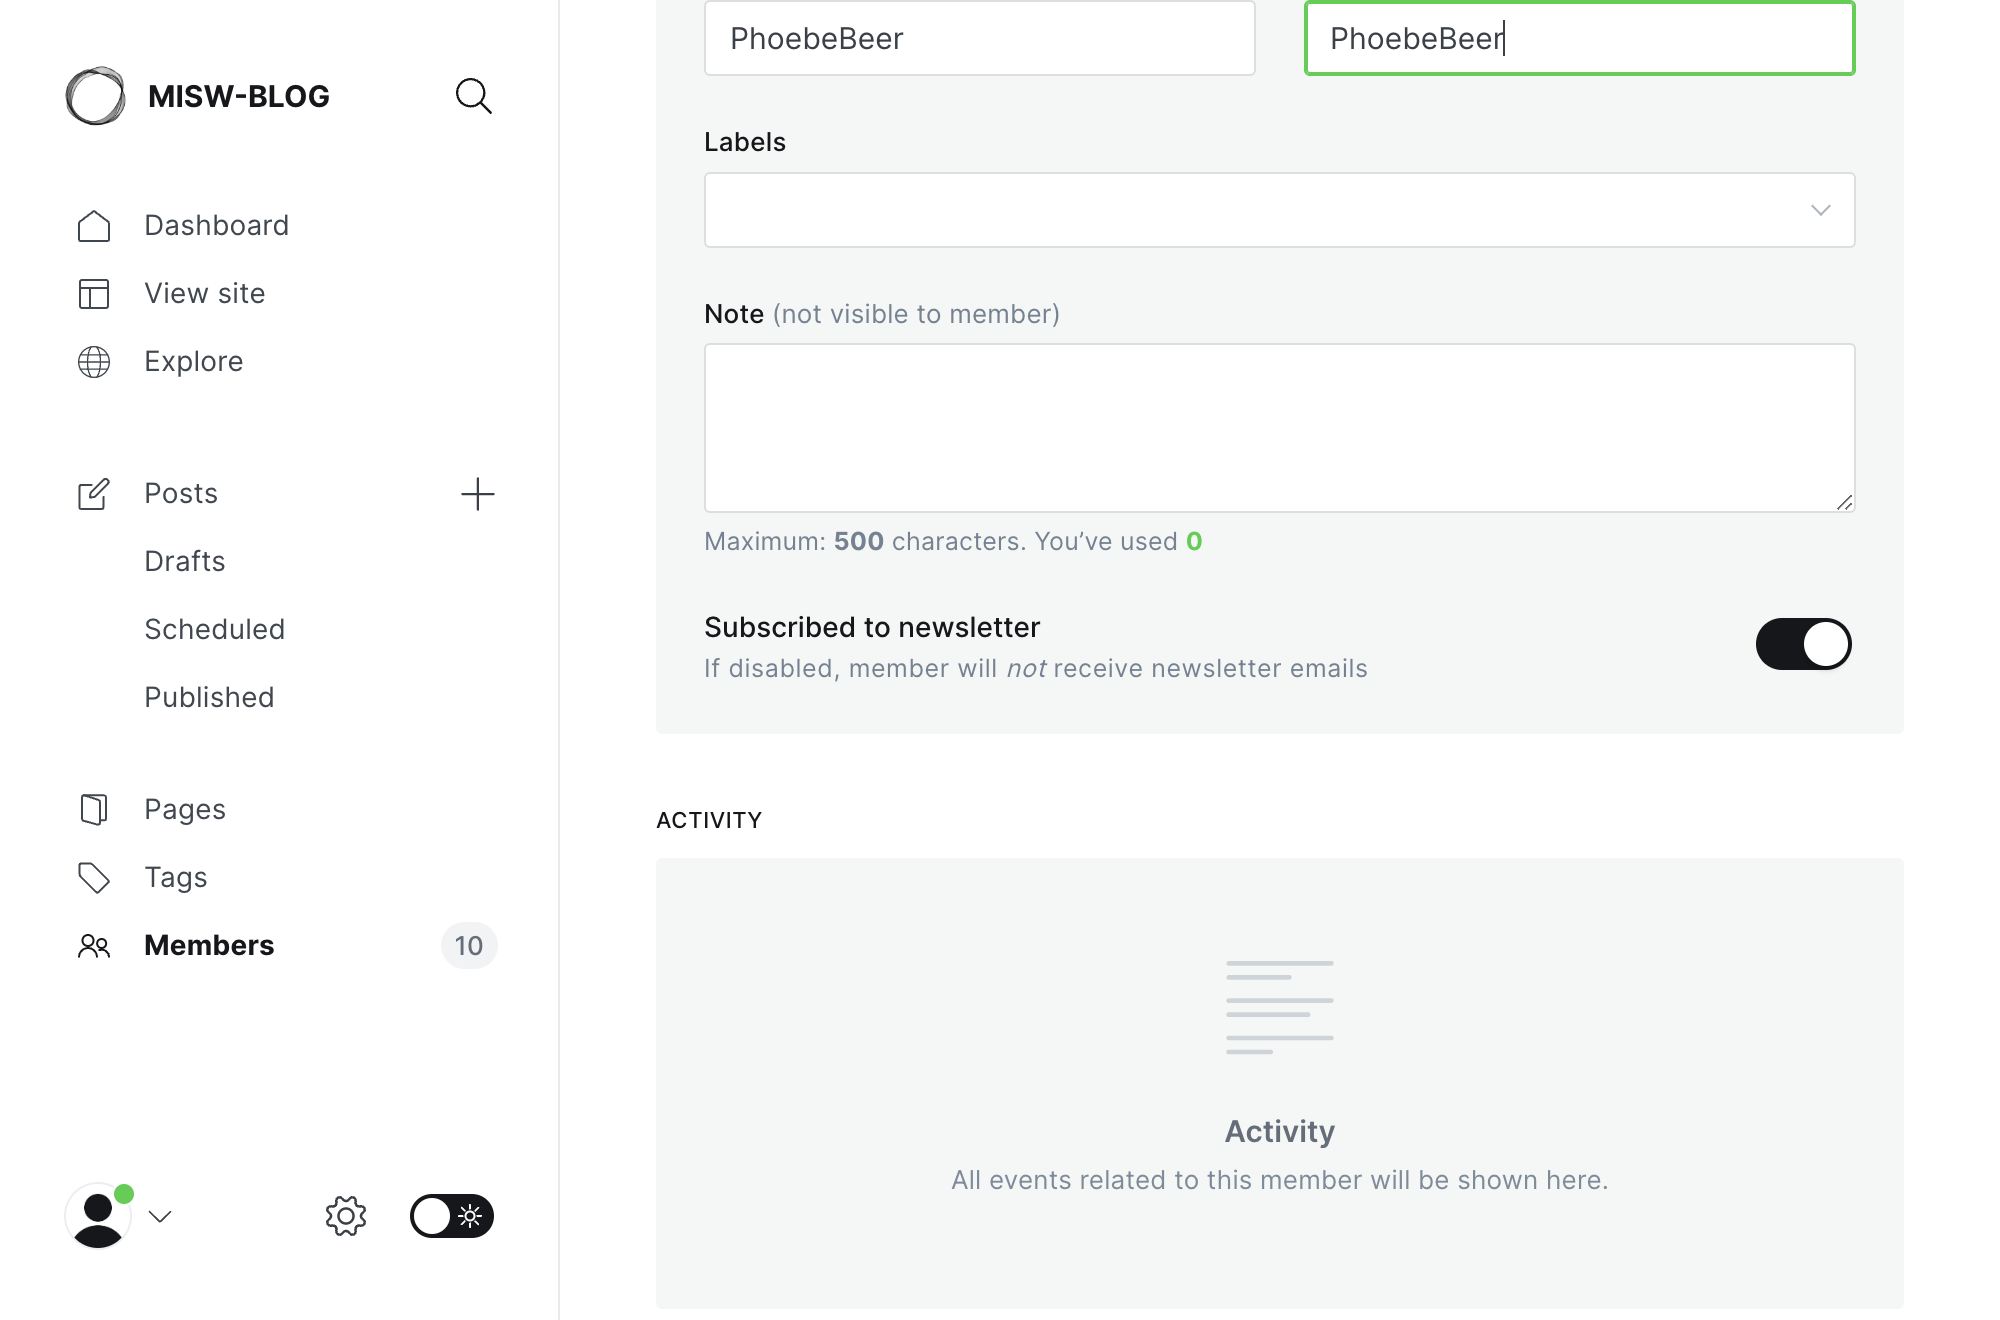 MISW-BLOG
Dashboard
View site
Explore
Posts
Drafts
Scheduled
Published
Pages
Tags
Members 10
PhoebeBeer PhoebeBeer
Labels
Note (not visible to member)
Maximum: 500 characters. You’ve used 0
Subscribed to newsletter
If disabled, member will not receive newsletter emails
ACTIVITY
Activity
All events related to this member will be shown here.